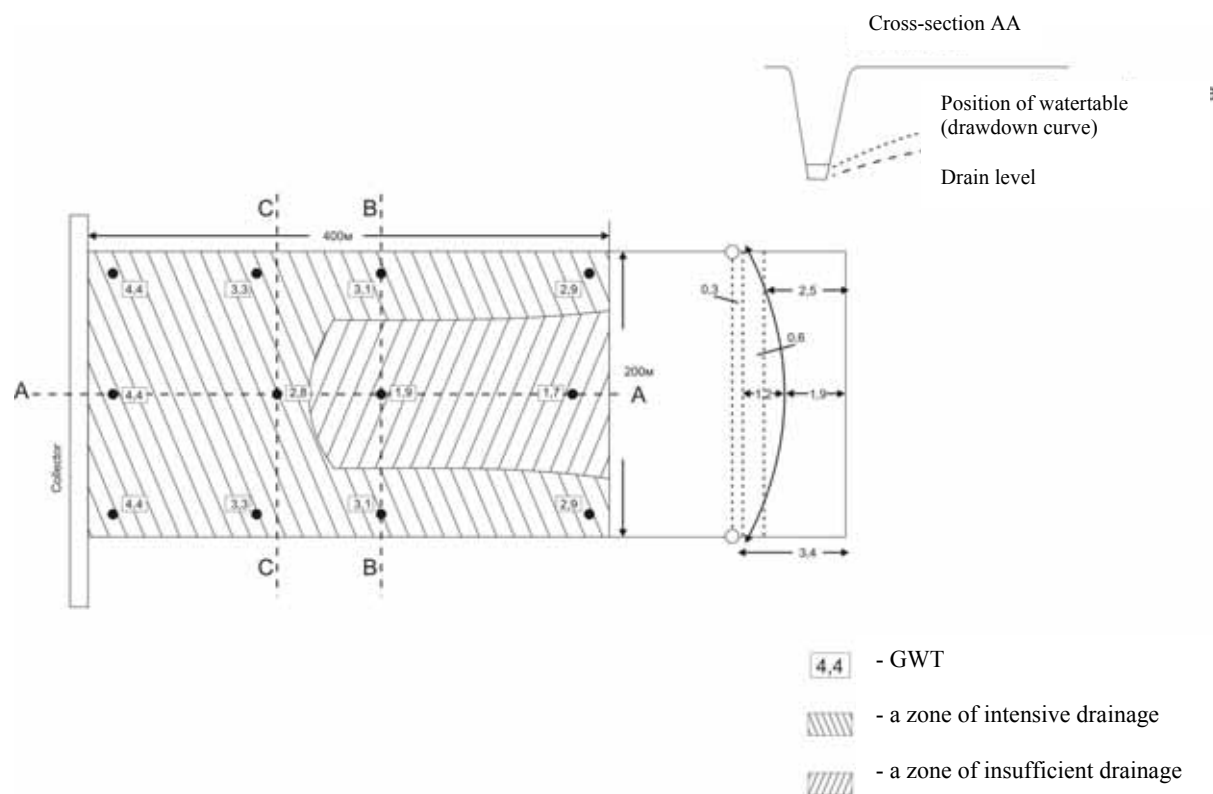 Cross-section AA
Position of watertable
(drawdown curve)
Drain level
C
B
400м
4,4
3,3
3,1
2,9
0,3
2,5
0,6
200м
A
4,4
2,8
1,9
1,7
A
1,2
1,9
Collector
4,4
3,3
3,1
2,9
3,4
C
B
4,4
- GWT
- a zone of intensive drainage
- a zone of insufficient drainage